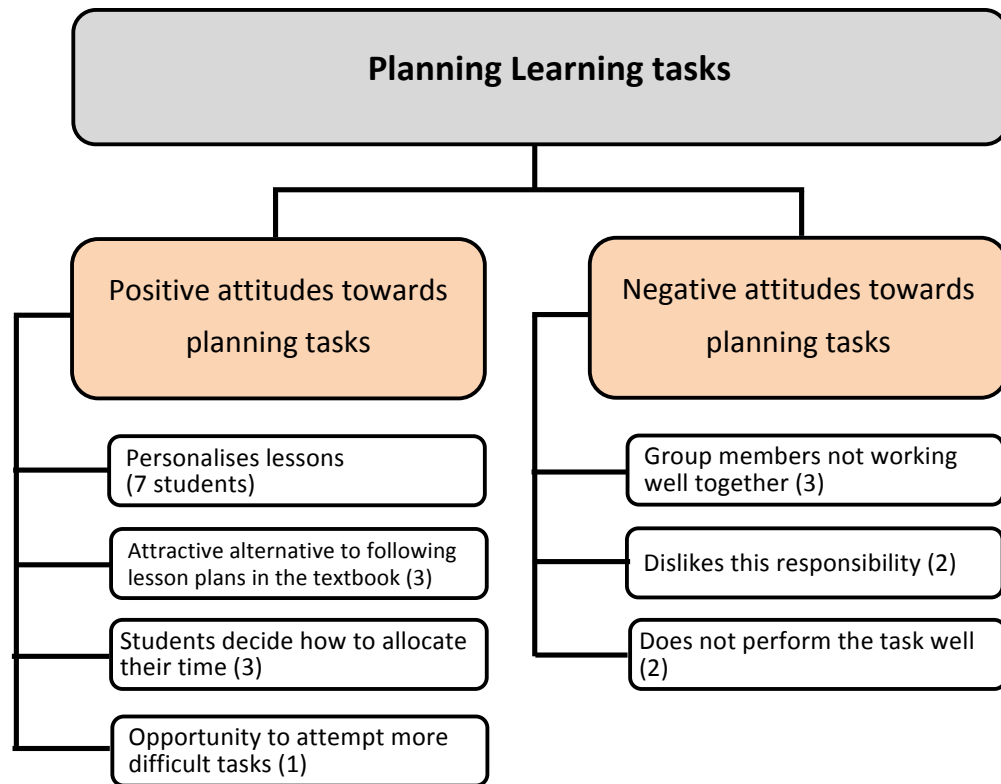 Planning Learning tasks
Positive attitudes towards
planning tasks
Personalises lessons
(7 students)
Attractive alternative to following
lesson plans in the textbook (3)
Students decide how to allocate
their time (3)
Opportunity to attempt more
difficult tasks (1)
Negative attitudes towards
planning tasks
Group members not working
well together (3)
Dislikes this responsibility (2)
Does not perform the task well
(2)